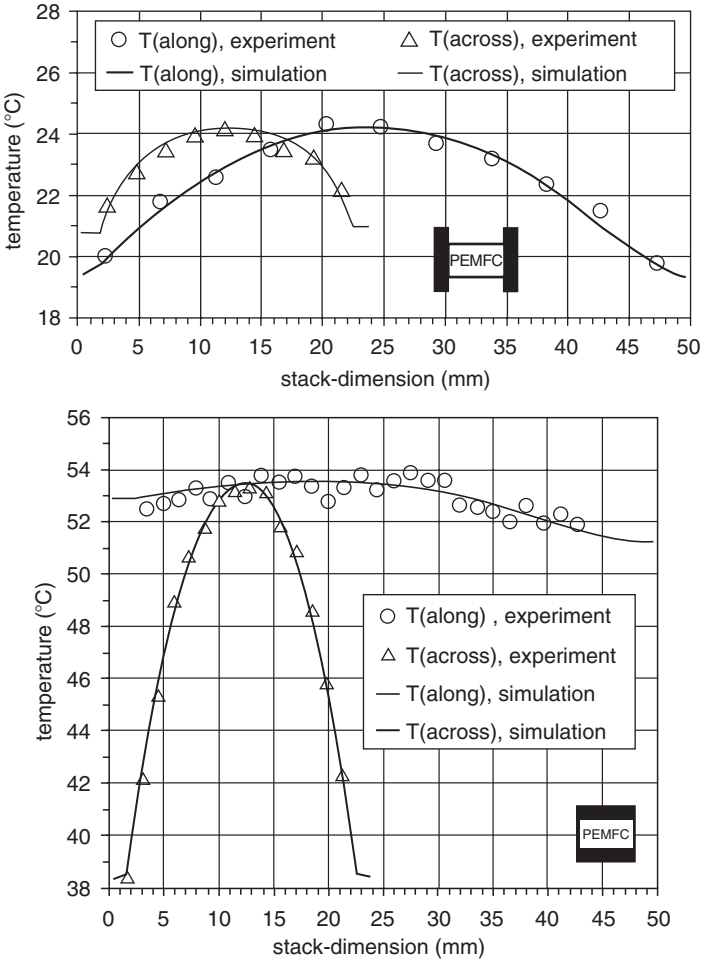 28
26
24
22
20
18
temperature (°C)
T(along), experiment
T(across), experiment
T(along), simulation
T(across), simulation
PEMFC
0 5 10 15 20 25 30 35 40 45 50
stack-dimension (mm)
56
54
52
50
48
46
44
42
40
38
temperature (°C)
T(along) , experiment
T(across), experiment
T(along), simulation
T(across), simulation
PEMFC
0 5 10 15 20 25 30 35 40 45 50
stack-dimension (mm)